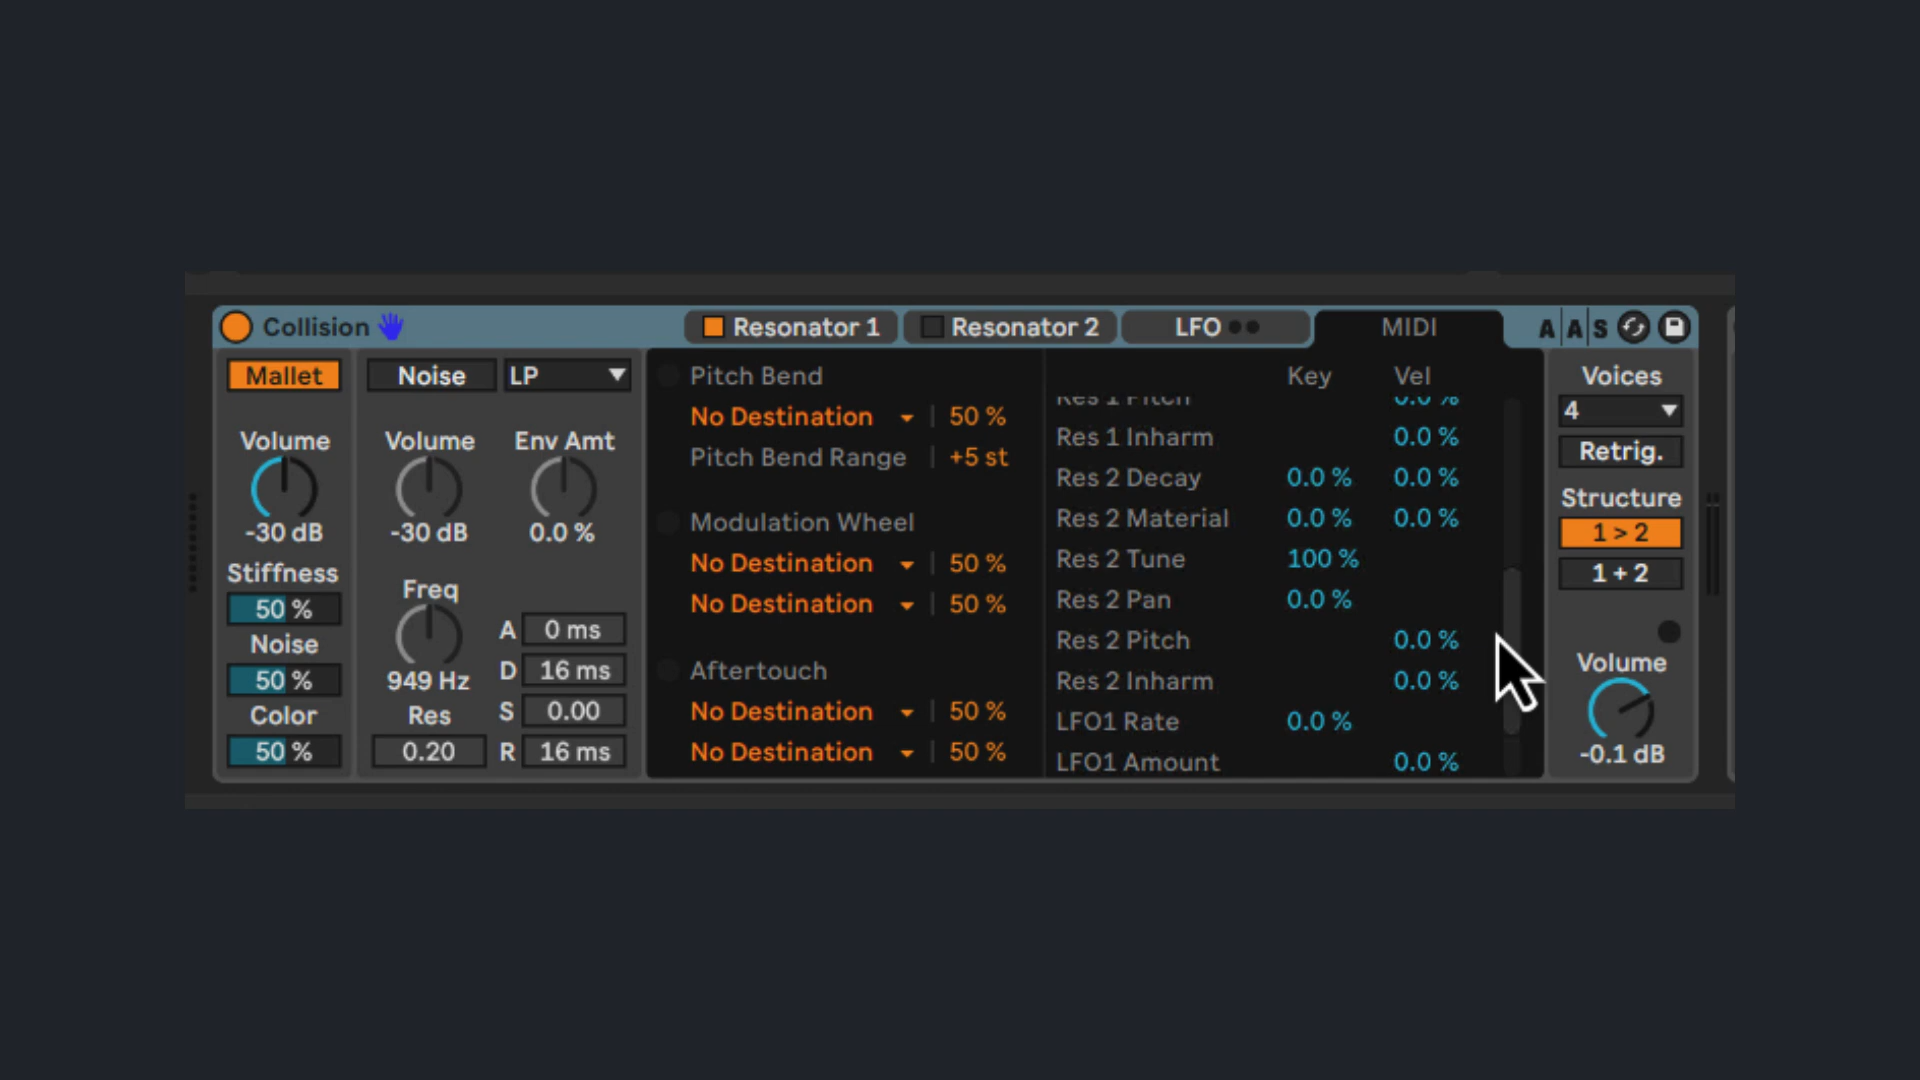 Collision
Resonator 1
Resonator 2
LFO
MIDI
A|A|S
Mallet
Volume
-30 dB
Stiffness
50 %
Noise
50 %
Color
50 %
Noise
LP
Volume
-30 dB
Env Amt
0.0 %
Freq
949 Hz
Res
0.20
A 0 ms
D 16 ms
S 0.00
R 16 ms
Pitch Bend
No Destination 50 %
Pitch Bend Range +5 st
Modulation Wheel
No Destination 50 %
No Destination 50 %
Aftertouch
No Destination 50 %
No Destination 50 %
Key Vel
Res 1 Pitch 0.0 %
Res 1 Inharm 0.0 %
Res 2 Decay 0.0 % 0.0 %
Res 2 Material 0.0 % 0.0 %
Res 2 Tune 100 %
Res 2 Pan 0.0 %
Res 2 Pitch 0.0 %
Res 2 Inharm 0.0 %
LFO1 Rate 0.0 %
LFO1 Amount 0.0 %
Voices
4
Retrig.
Structure
1 > 2
1 + 2
Volume
-0.1 dB